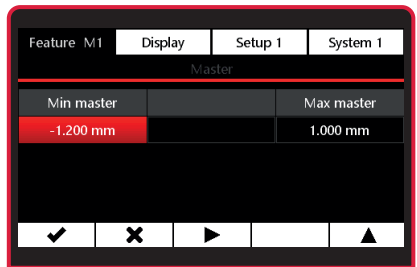 Feature M1 Display Setup 1 System 1
Master
Min master Max master
-1.200 mm 1.000 mm